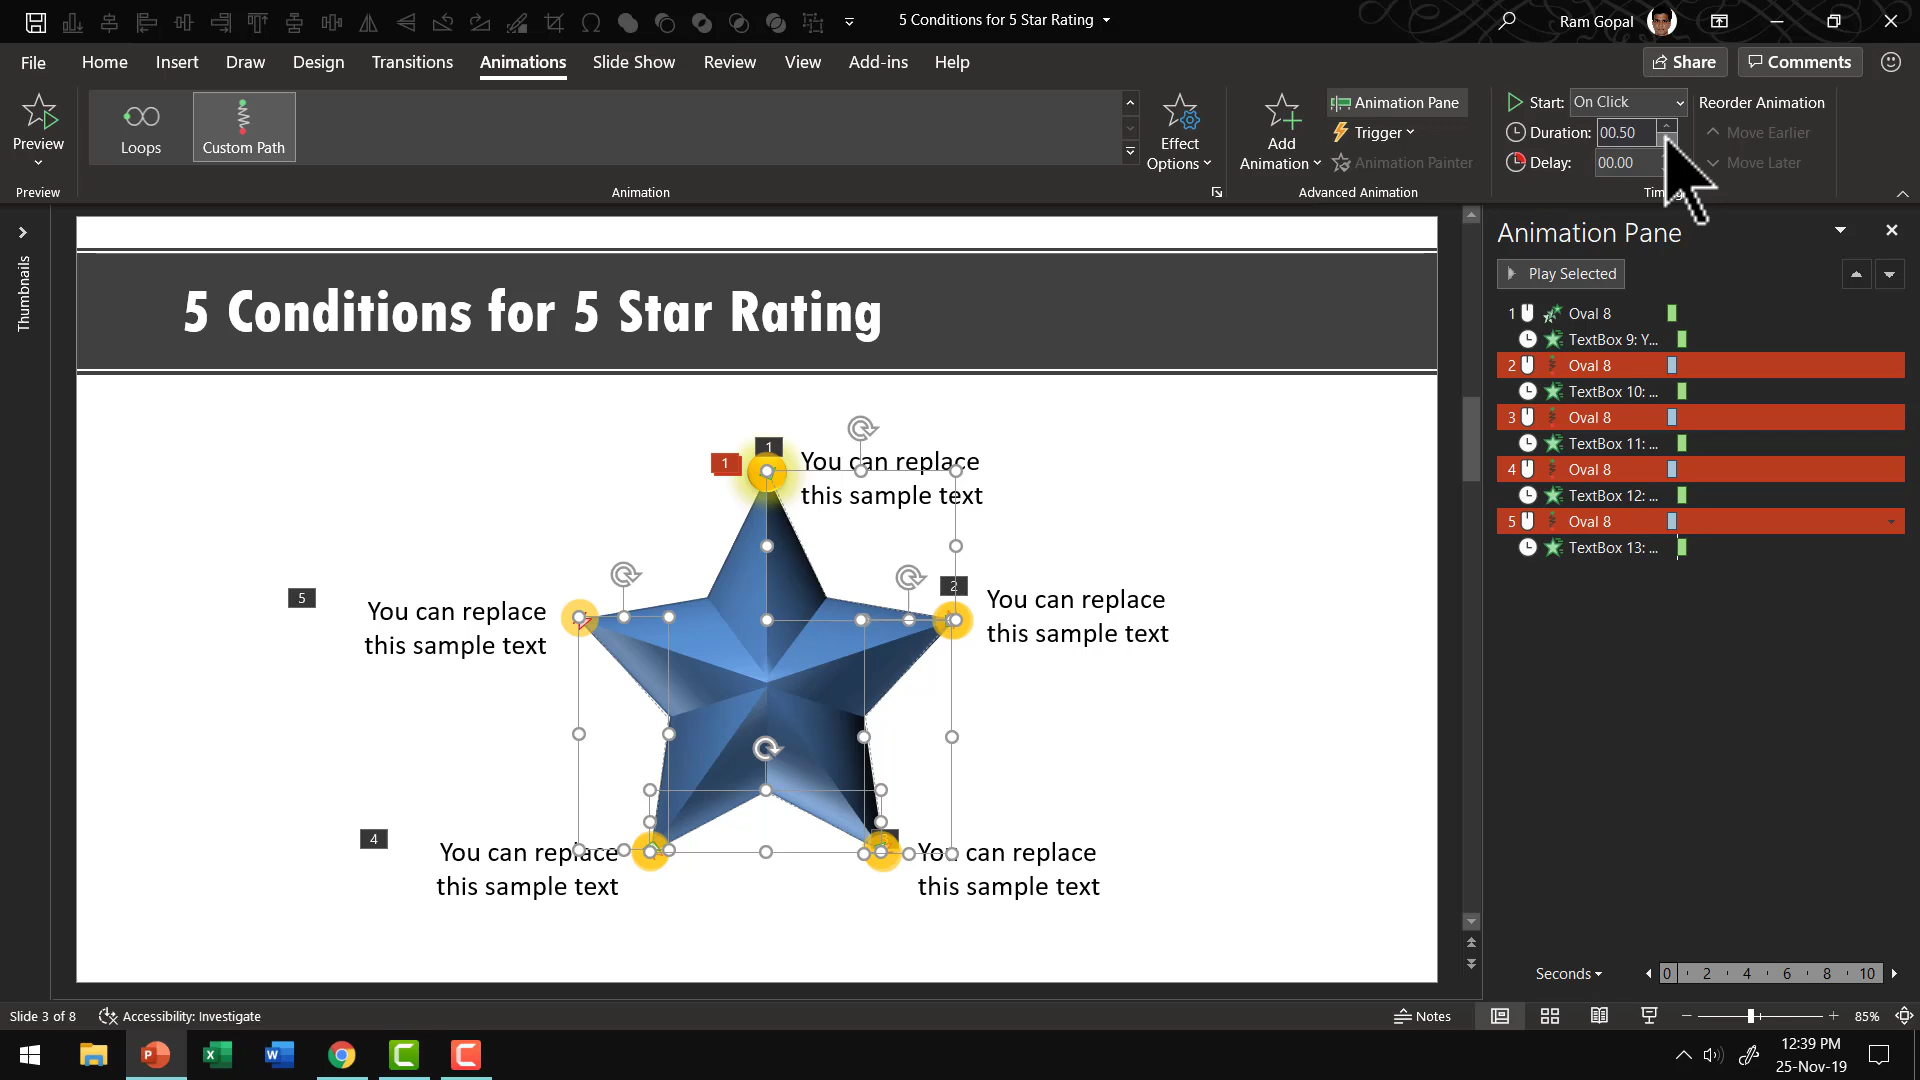 5 Conditions for 5 Star Rating
Ram Gopal
File
Home
Insert
Draw
Design
Transitions
Animations
Slide Show
Review
View
Add-ins
Help
Share
Comments
Preview
Loops
Custom Path
Effect
Options
Add
Animation
Animation Pane
Trigger
Animation Painter
Start:
On Click
Duration:
00.50
Delay:
00.00
Reorder Animation
Move Earlier
Move Later
Preview
Animation
Advanced Animation
Thumbnails
5 Conditions for 5 Star Rating
1
1
You can replace
this sample text
2
You can replace
this sample text
5
You can replace
this sample text
4
You can replace
this sample text
You can replace
this sample text
Animation Pane
Play Selected
1 Oval 8
TextBox 9: Y...
2 Oval 8
TextBox 10: ...
3 Oval 8
TextBox 11: ...
4 Oval 8
TextBox 12: ...
5 Oval 8
TextBox 13: ...
Seconds
0 2 4 6 8 10
Slide 3 of 8
Accessibility: Investigate
Notes
85%
12:39 PM
25-Nov-19